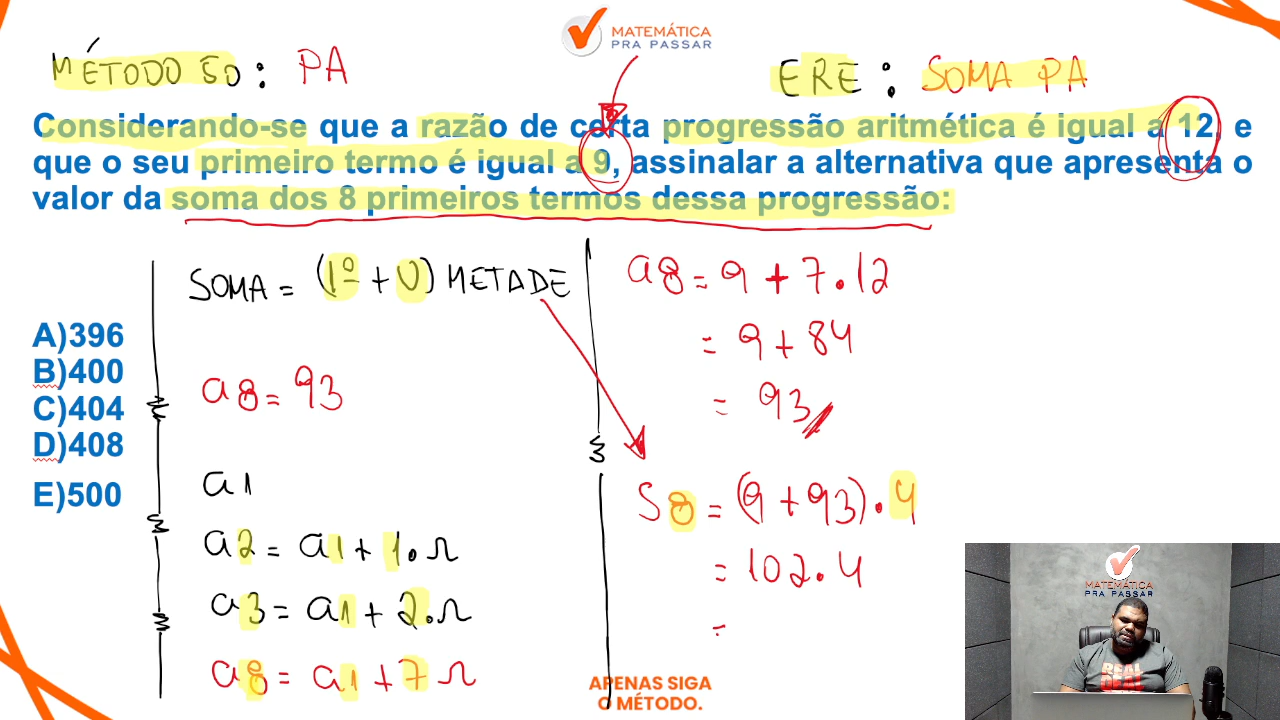 MATEMÁTICA
PRA PASSAR
MÉTODO 50: PA
ERE: SOMA PA
Considerando-se que a razão de certa progressão aritmética é igual a 12, e
que o seu primeiro termo é igual a 9, assinalar a alternativa que apresenta o
valor da soma dos 8 primeiros termos dessa progressão:
A)396
B)400
C)404
D)408
E)500
SOMA = (1º + U) METADE
a8 = 93
a1
a2 = a1 + 1.r
a3 = a1 + 2.r
a8 = a1 + 7r
a8 = 9 + 7.12
= 9 + 84
= 93
S8 = (9 + 93).4
= 102.4
=
APENAS SIGA
O MÉTODO.
MATEMÁTICA
PRA PASSAR
REAL
DEAL